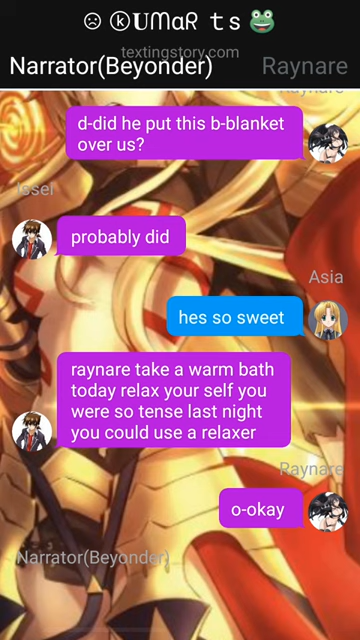 ☹ ⓚ𝐔ᗰᗩR ｔｓ🐸
textingstory.com
Narrator(Beyonder) Raynare
Raynare
d-did he put this b-blanket
over us?
Issei
probably did
Asia
hes so sweet
raynare take a warm bath
today relax your self you
were so tense last night
you could use a relaxer
Raynare
o-okay
Narrator(Beyonder)